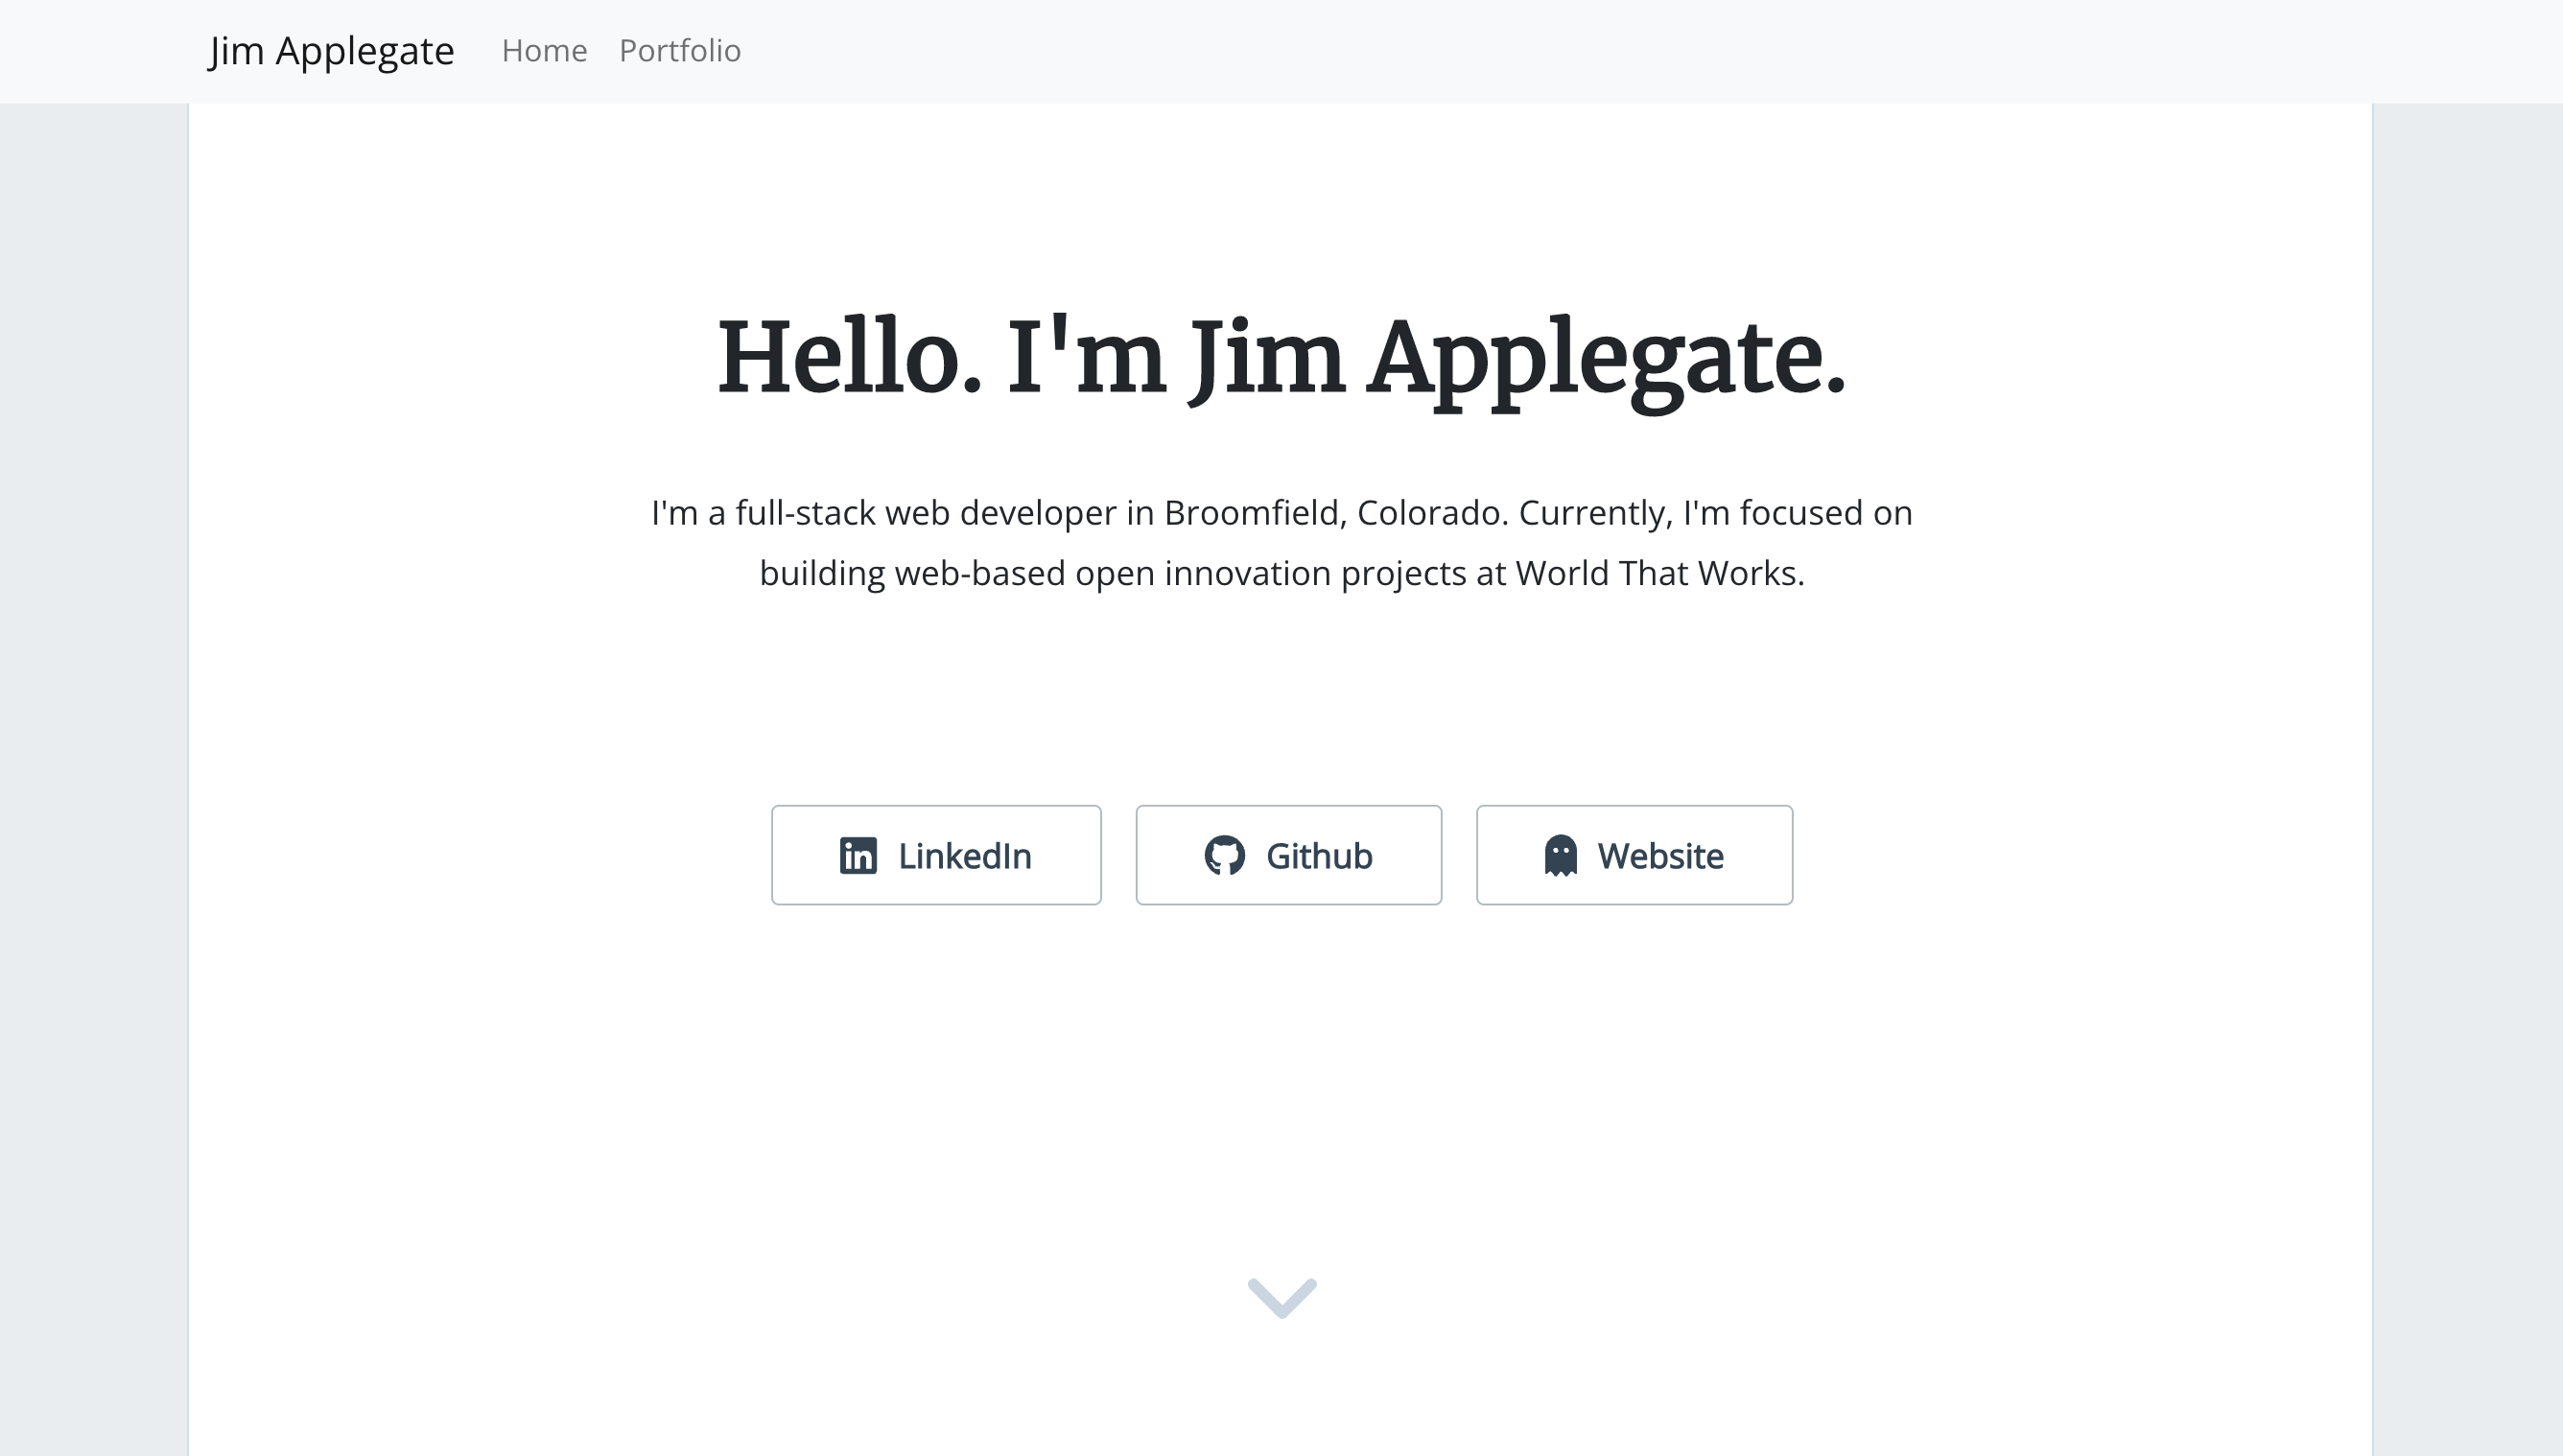 Jim Applegate
Home
Portfolio
Hello. I'm Jim Applegate.
I'm a full-stack web developer in Broomfield, Colorado. Currently, I'm focused on
building web-based open innovation projects at World That Works.
LinkedIn
Github
Website